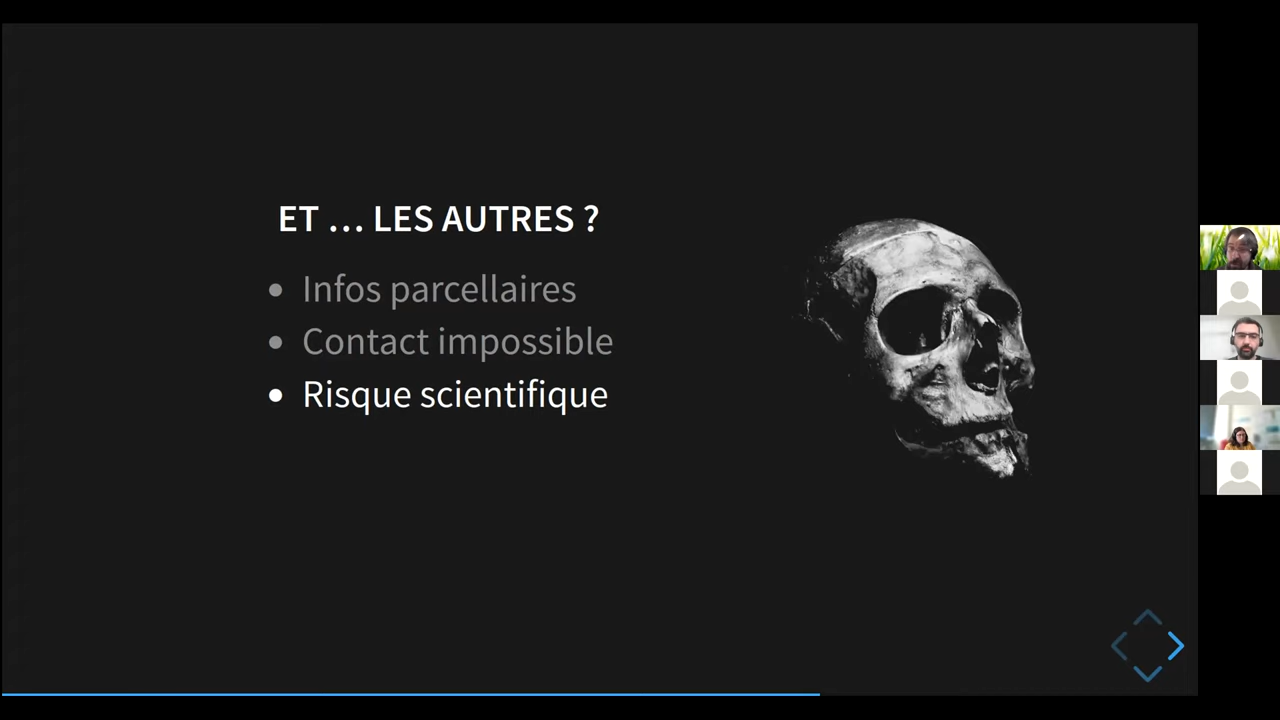 ET … LES AUTRES ?
• Infos parcellaires
• Contact impossible
• Risque scientifique